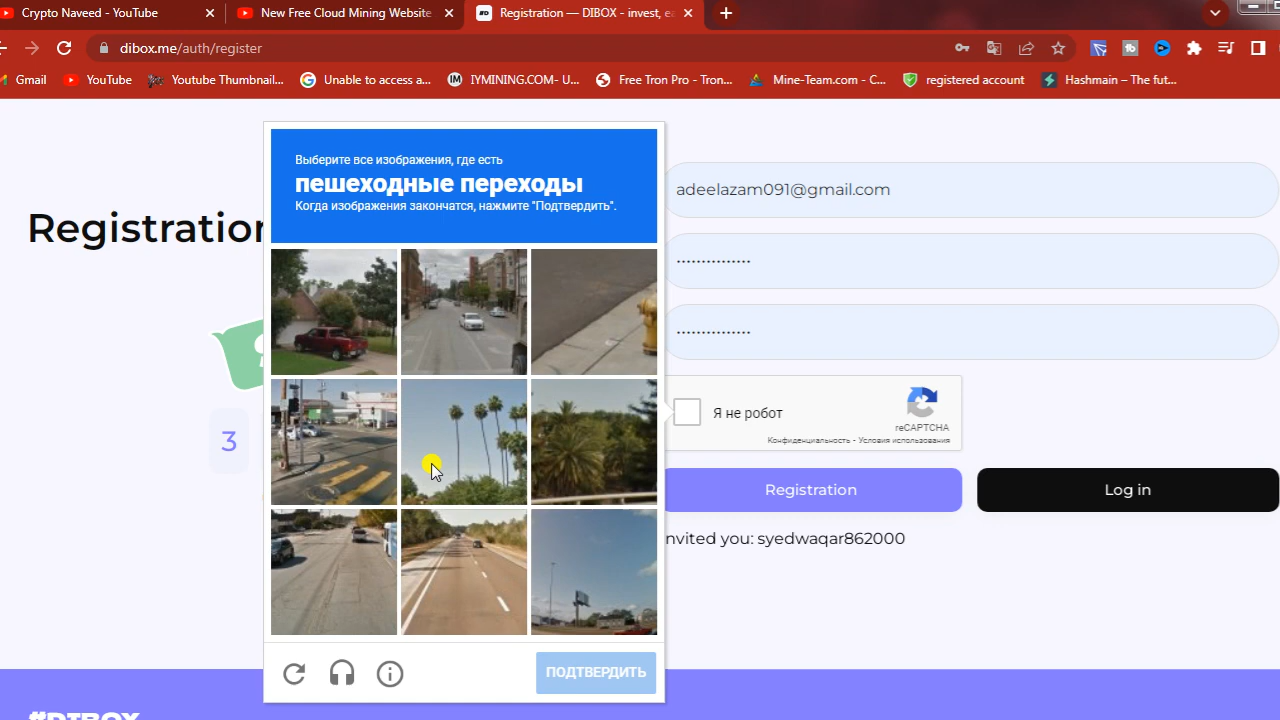 Crypto Naveed - YouTube
New Free Cloud Mining Website
Registration — DIBOX - invest, ea
dibox.me/auth/register
Gmail
YouTube
Youtube Thumbnail...
Unable to access a...
IYMINING.COM- U...
Free Tron Pro - Tron...
Mine-Team.com - C...
registered account
Hashmain – The fut...
Выберите все изображения, где есть
пешеходные переходы
Когда изображения закончатся, нажмите "Подтвердить".
Registration
3
adeelazam091@gmail.com
Я не робот
reCAPTCHA
Конфиденциальность - Условия использования
Registration
Log in
nvited you: syedwaqar862000
ПОДТВЕРДИТЬ
#DIBOX